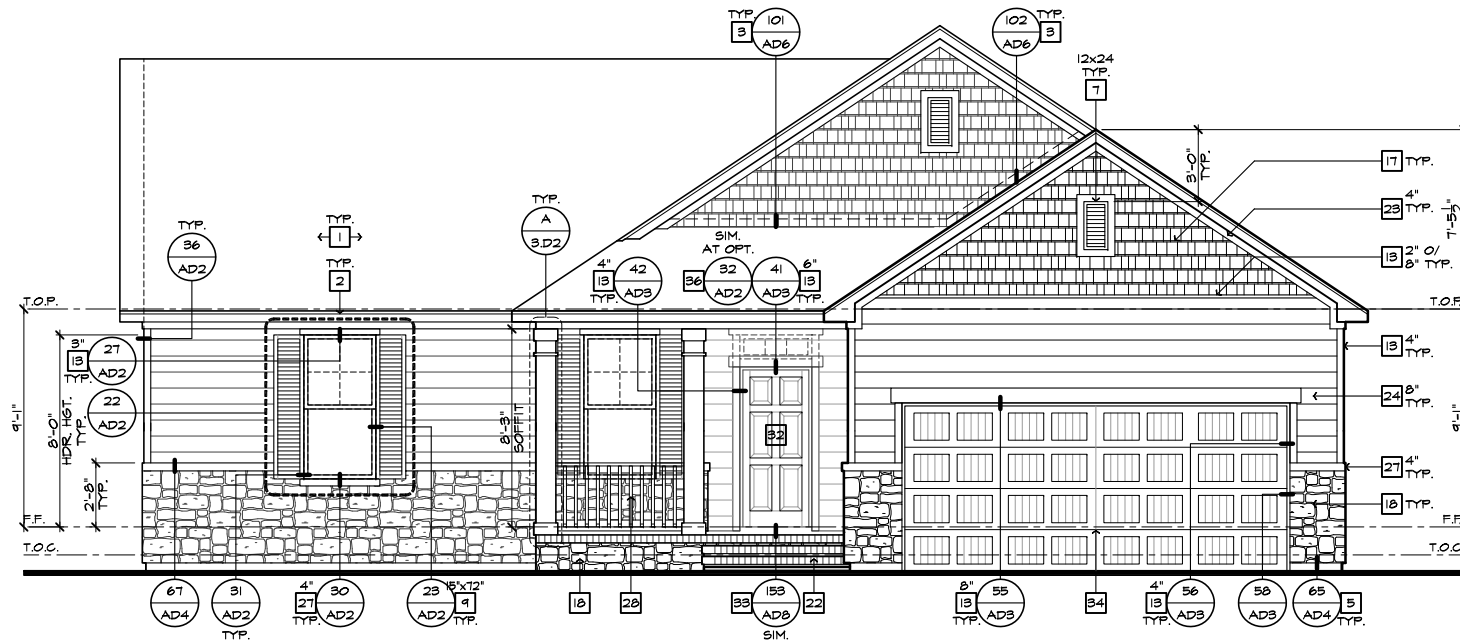 TYP. 101 102 TYP.
3 AD6 AD6 3
12x24
TYP.
7
3'-0"
TYP.
17 TYP.
4"
23 TYP.
7'-5½"
13 2" O/
8" TYP.
TYP.
36
AD2
TYP.
1
TYP.
2
TYP.
A
3.D2
SIM.
AT OPT.
4" 42 32 41 6"
13 AD3 36 AD2 AD3 13
TYP. TYP.
T.O.P.
T.O.P.
3" 27
13 AD2
TYP.
22
AD2
9'-1"
8'-0"
HDR. HGT.
TYP.
2'-8"
TYP.
8'-3"
SOFFIT
32
13 4"
TYP.
24 8"
TYP.
9'-1"
27 4"
TYP.
18 TYP.
F.F.
F.F.
T.O.C.
T.O.C.
67
AD4
31
AD2
TYP.
4" 30
27 AD2
TYP.
23 15"x72"
AD2 9
TYP.
18
28
33 153
AD8
SIM.
22
8" 55
13 AD3
TYP.
34
4" 56
13 AD3
TYP.
58
AD3
65
AD4 5
TYP.